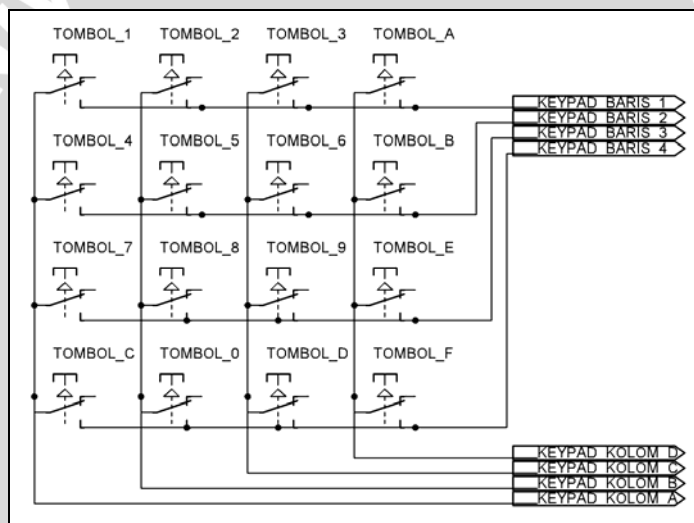 TOMBOL_1 TOMBOL_2 TOMBOL_3 TOMBOL_A
KEYPAD BARIS 1
KEYPAD BARIS 2
KEYPAD BARIS 3
KEYPAD BARIS 4
TOMBOL_4 TOMBOL_5 TOMBOL_6 TOMBOL_B
TOMBOL_7 TOMBOL_8 TOMBOL_9 TOMBOL_E
TOMBOL_C TOMBOL_0 TOMBOL_D TOMBOL_F
KEYPAD KOLOM D
KEYPAD KOLOM C
KEYPAD KOLOM B
KEYPAD KOLOM A